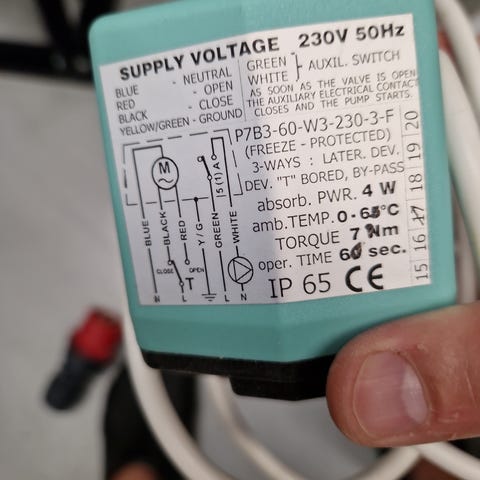 SUPPLY VOLTAGE 230V 50Hz
BLUE - NEUTRAL
RED - OPEN
BLACK - CLOSE
YELLOW/GREEN - GROUND
GREEN
WHITE } AUXIL. SWITCH
AS SOON AS THE VALVE IS OPEN
THE AUXILIARY ELECTRICAL CONTACT
CLOSES AND THE PUMP STARTS.
P7B3-60-W3-230-3-F
(FREEZE - PROTECTED)
3-WAYS : LATER. DEV.
DEV. "T" BORED, BY-PASS
absorb. PWR. 4 W
amb.TEMP. 0-65°C
TORQUE 7 Nm
oper. TIME 60 sec.
IP 65 CE
15 16 17 18 19 20
M
5 (1) A
BLUE
BLACK
RED
Y/G
GREEN
WHITE
CLOSE
OPEN
T
N L L N